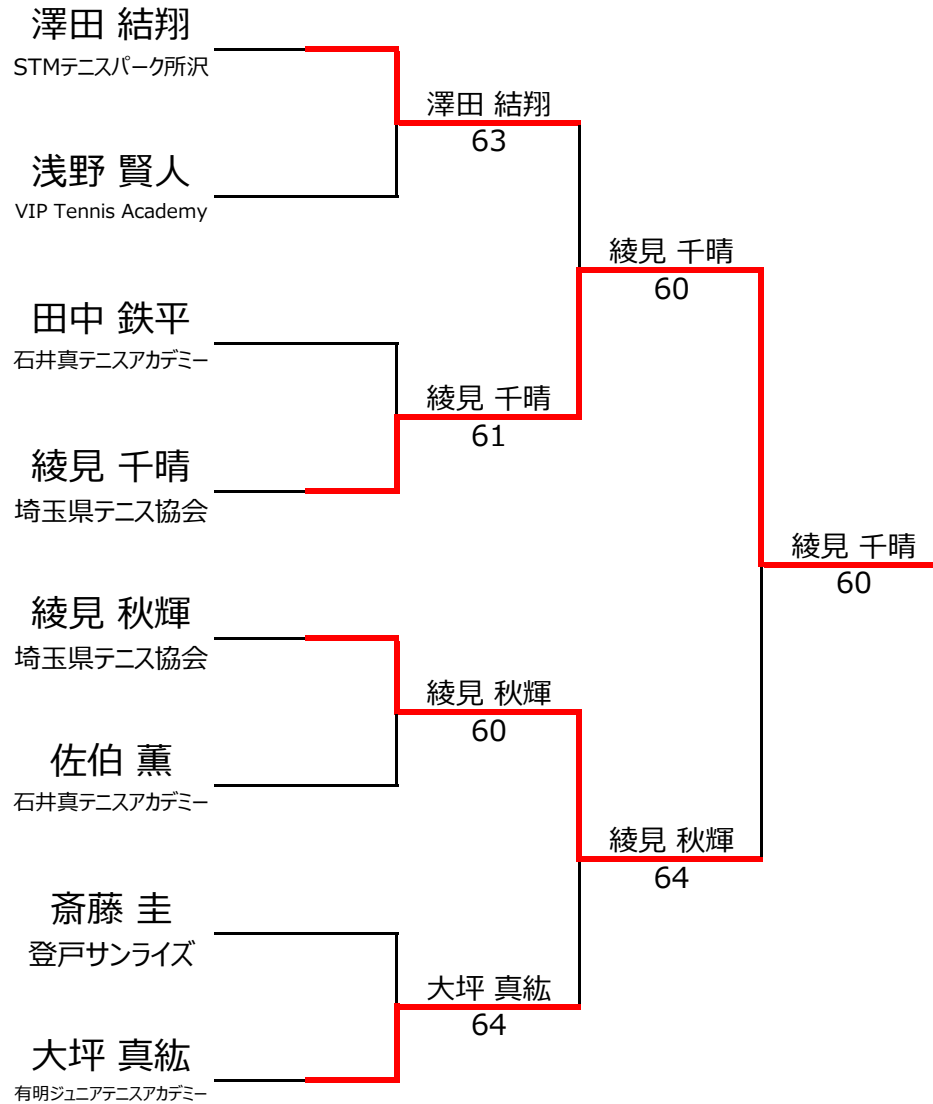 澤田 結翔
STMテニスパーク所沢
澤田 結翔
63
浅野 賢人
VIP Tennis Academy
綾見 千晴
60
田中 鉄平
石井真テニスアカデミー
綾見 千晴
61
綾見 千晴
埼玉県テニス協会
綾見 千晴
60
綾見 秋輝
埼玉県テニス協会
綾見 秋輝
60
佐伯 薫
石井真テニスアカデミー
綾見 秋輝
64
斎藤 圭
登戸サンライズ
大坪 真紘
64
大坪 真紘
有明ジュニアテニスアカデミー